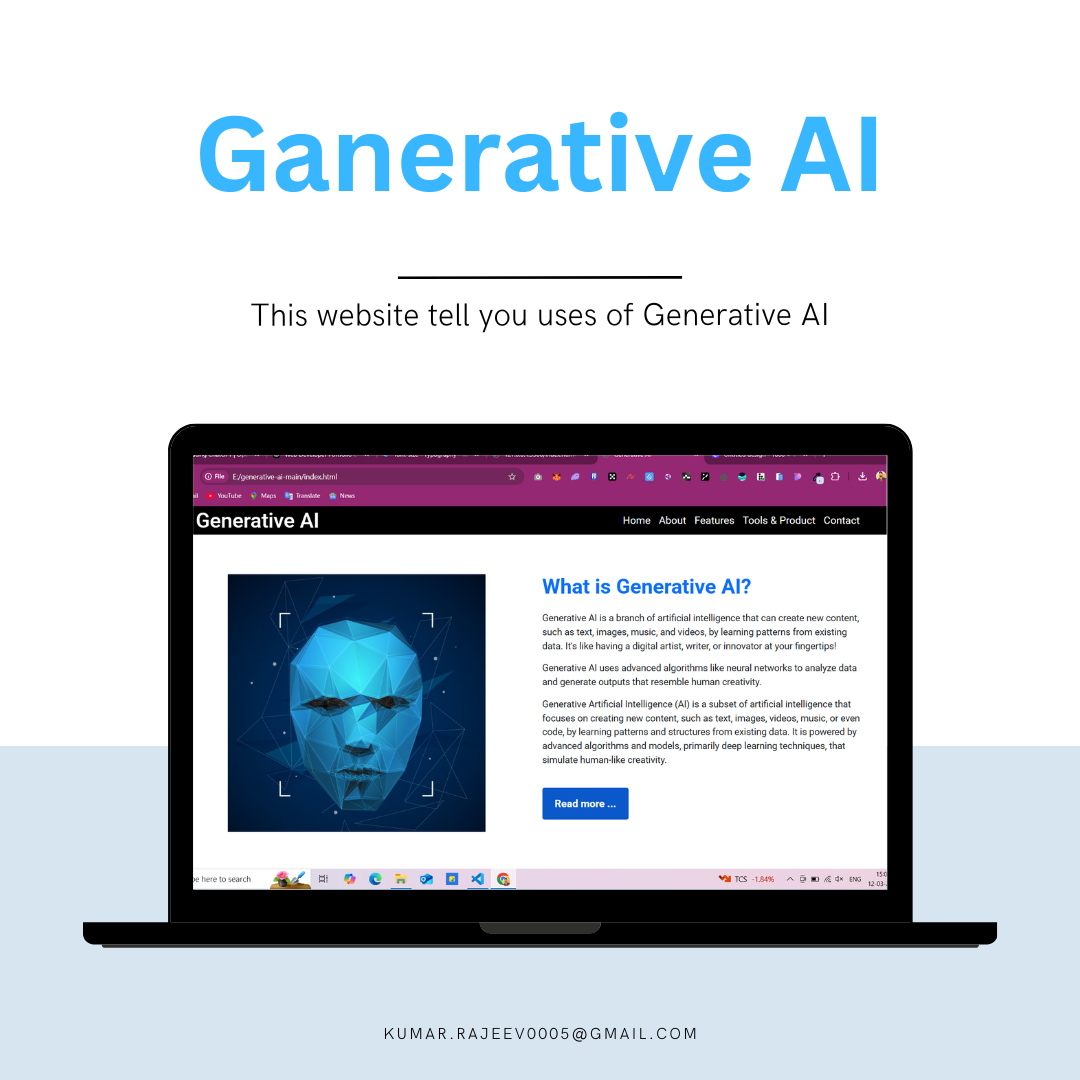 Ganerative AI
This website tell you uses of Generative AI
File E:/generative-ai-main/index.html
YouTube Maps Translate News
Generative AI Home About Features Tools & Product Contact
What is Generative AI?
Generative AI is a branch of artificial intelligence that can create new content,
such as text, images, music, and videos, by learning patterns from existing
data. It's like having a digital artist, writer, or innovator at your fingertips!
Generative AI uses advanced algorithms like neural networks to analyze data
and generate outputs that resemble human creativity.
Generative Artificial Intelligence (AI) is a subset of artificial intelligence that
focuses on creating new content, such as text, images, videos, music, or even
code, by learning patterns and structures from existing data. It is powered by
advanced algorithms and models, primarily deep learning techniques, that
simulate human-like creativity.
Read more ...
here to search TCS -1.84% ENG
12-03-
KUMAR.RAJEEV0005@GMAIL.COM